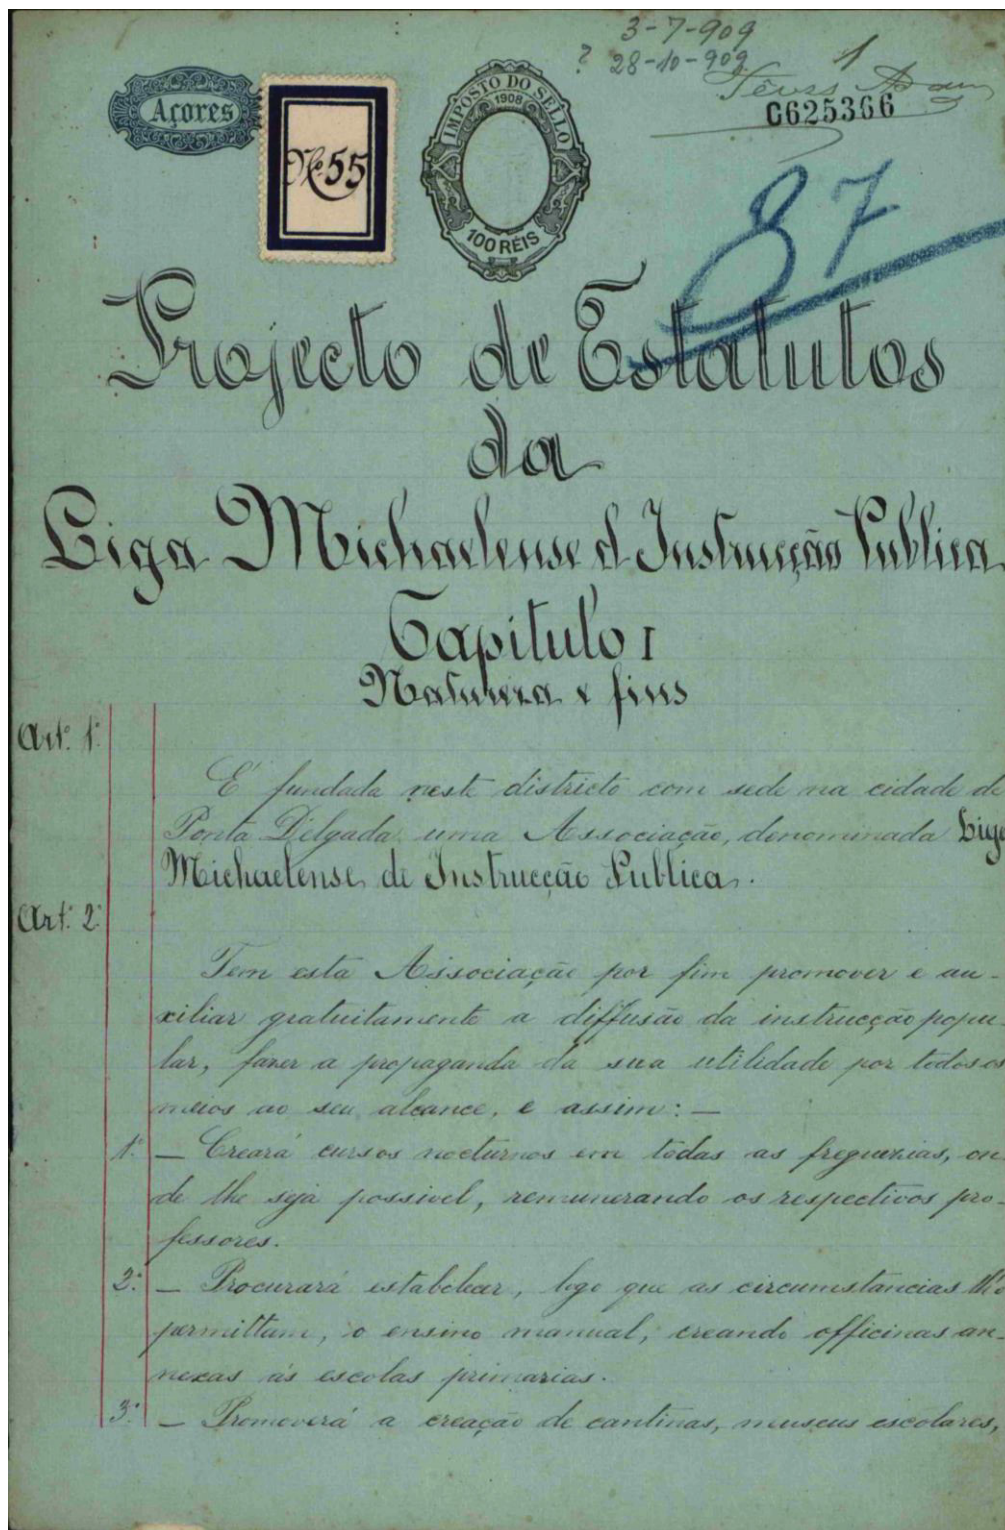 3-7-909
? 28-10-909
1
Açores
Nº 55
IMPOSTO DO SELLO
1908
100 RÉIS
C625366
87
Projecto de Estatutos
da
Liga Michaelense d Instrucção Publica
Capitulo I
Natureza e fins
Artº. 1º
É fundada neste districto com sede na cidade de
Ponta Delgada uma Associação, denominada Liga
Michaelense de Instrucção Publica.
Artº. 2º
Tem esta Associação por fim promover e au-
xiliar gratuitamente a diffusão da instrucção popu-
lar, fazer a propaganda da sua utilidade por todos os
meios ao seu alcance, e assim: —
1º — Creará cursos nocturnos em todas as freguezias, on
de lhe seja possivel, remunerando os respectivos pro-
fessores.
2º — Procurará estabelecer, logo que as circumstancias lho
permittam, o ensino manual, creando officinas an-
nexas ás escolas primarias.
3º — Promoverá a creação de cantinas, museus escolares,